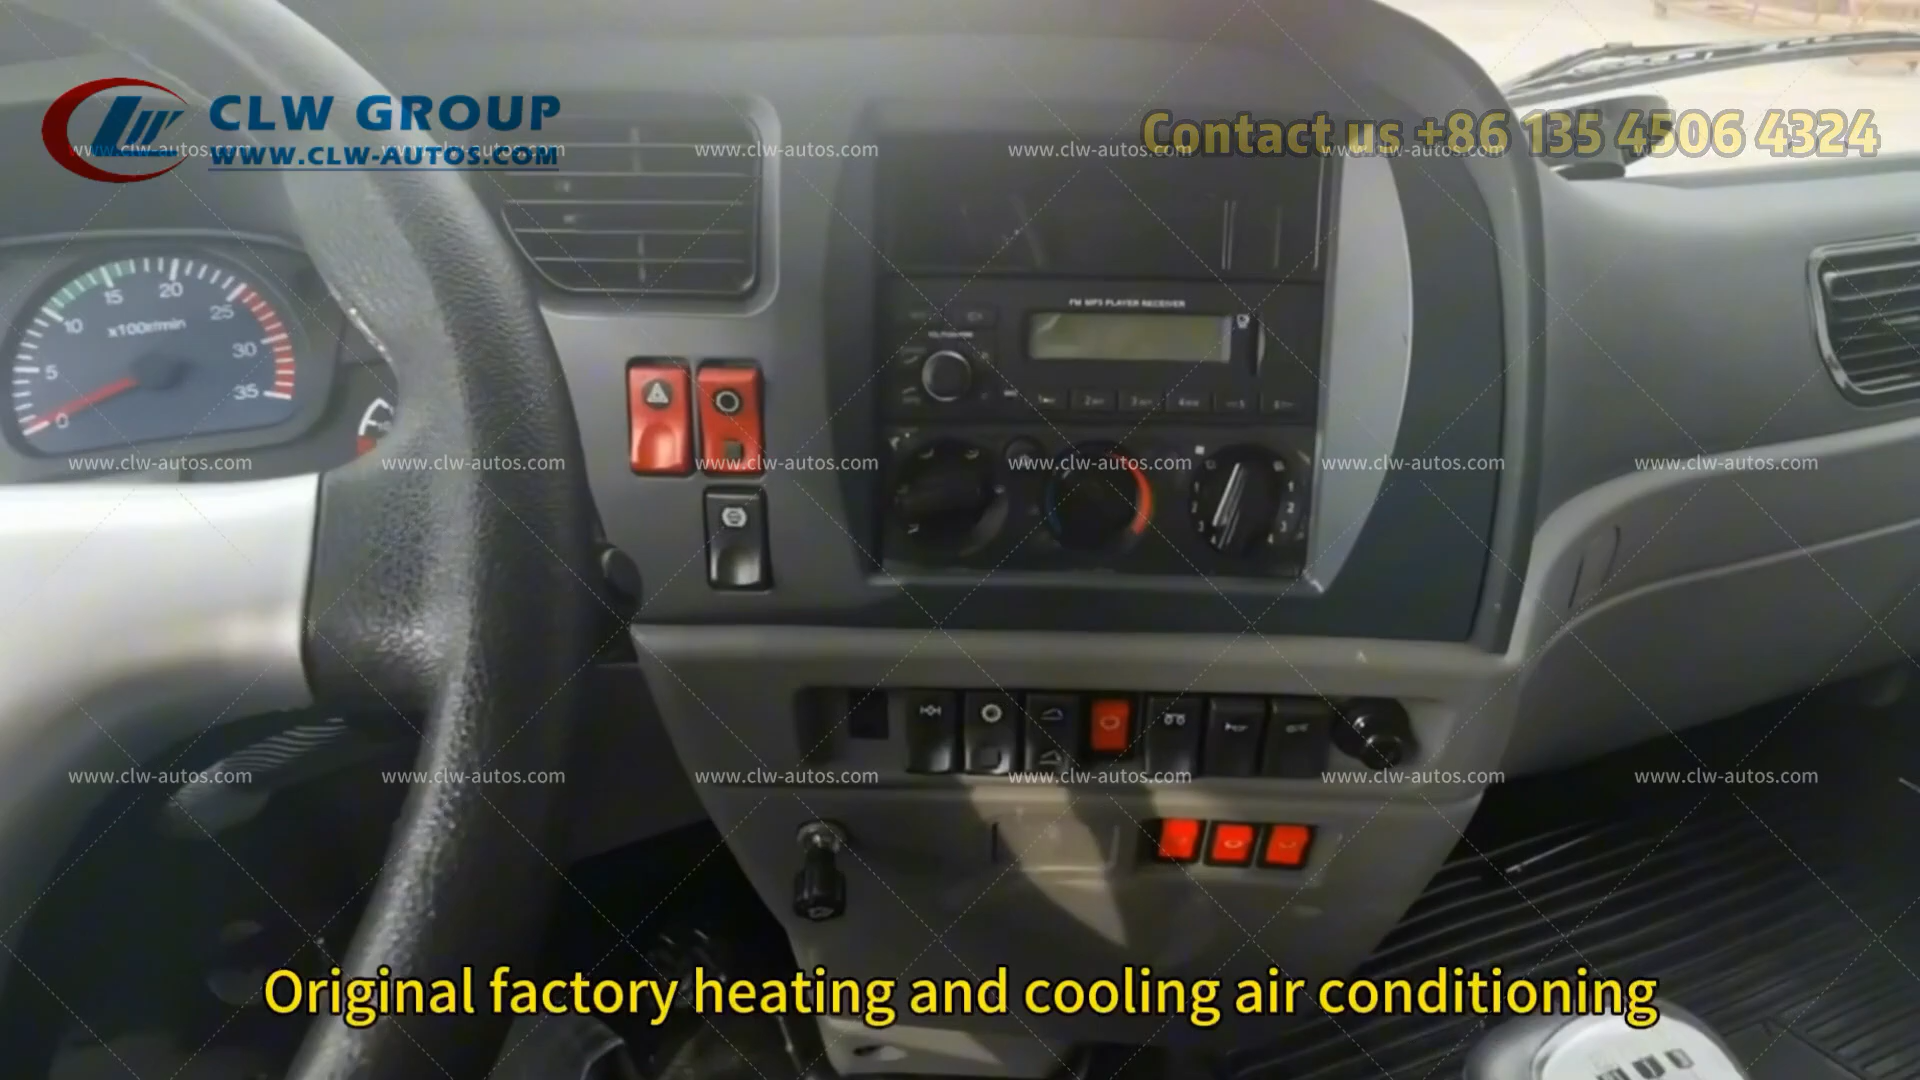 CLW GROUP
WWW.CLW-AUTOS.COM
Contact us +86 135 4506 4324
www.clw-autos.com www.clw-autos.com www.clw-autos.com www.clw-autos.com www.clw-autos.com
0 5 10 15 20 25 30 35
x100r/min
FM MP3 PLAYER RECEIVER
www.clw-autos.com www.clw-autos.com www.clw-autos.com www.clw-autos.com www.clw-autos.com www.clw-autos.com
www.clw-autos.com www.clw-autos.com www.clw-autos.com www.clw-autos.com www.clw-autos.com www.clw-autos.com
Original factory heating and cooling air conditioning